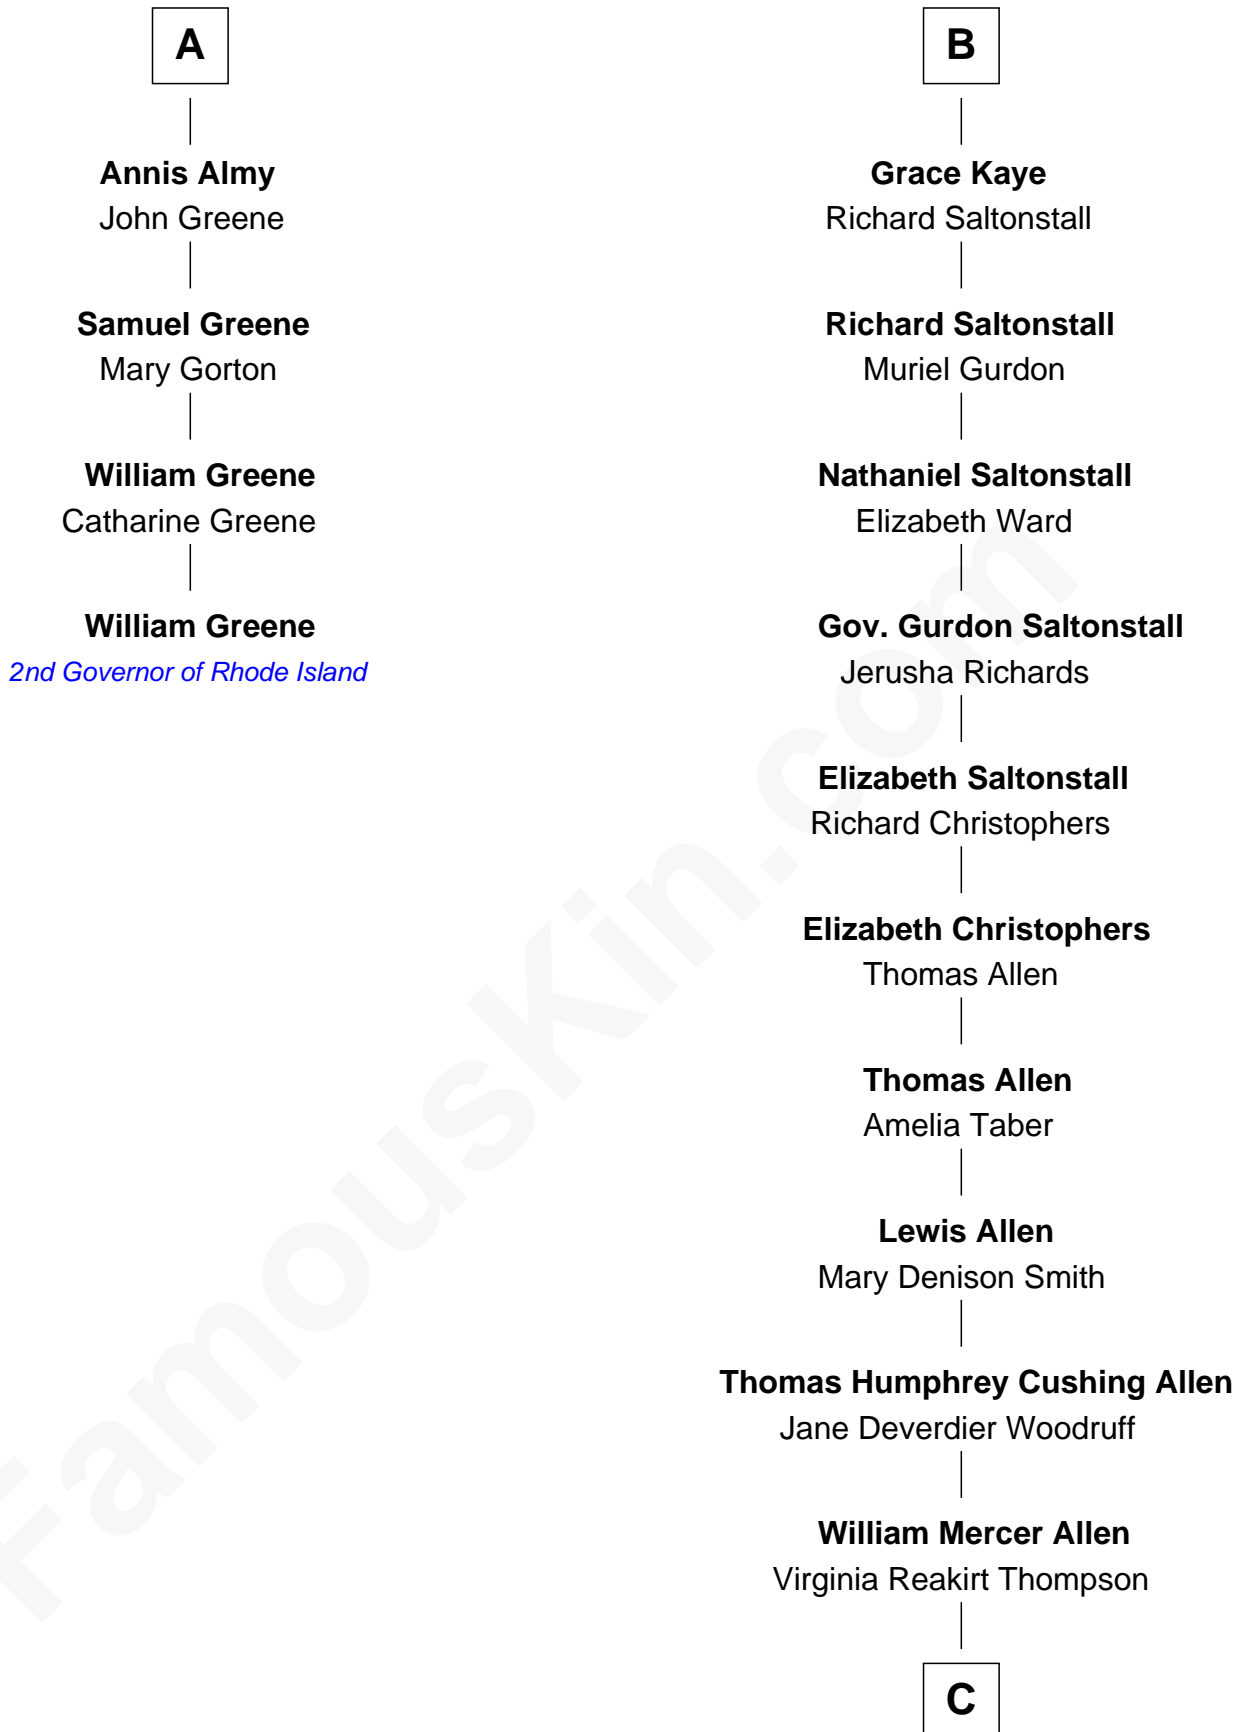 A
Annis Almy
John Greene
Samuel Greene
Mary Gorton
William Greene
Catharine Greene
William Greene
2nd Governor of Rhode Island
B
Grace Kaye
Richard Saltonstall
Richard Saltonstall
Muriel Gurdon
Nathaniel Saltonstall
Elizabeth Ward
Gov. Gurdon Saltonstall
Jerusha Richards
Elizabeth Saltonstall
Richard Christophers
Elizabeth Christophers
Thomas Allen
Thomas Allen
Amelia Taber
Lewis Allen
Mary Denison Smith
Thomas Humphrey Cushing Allen
Jane Deverdier Woodruff
William Mercer Allen
Virginia Reakirt Thompson
C
FamousKin.com